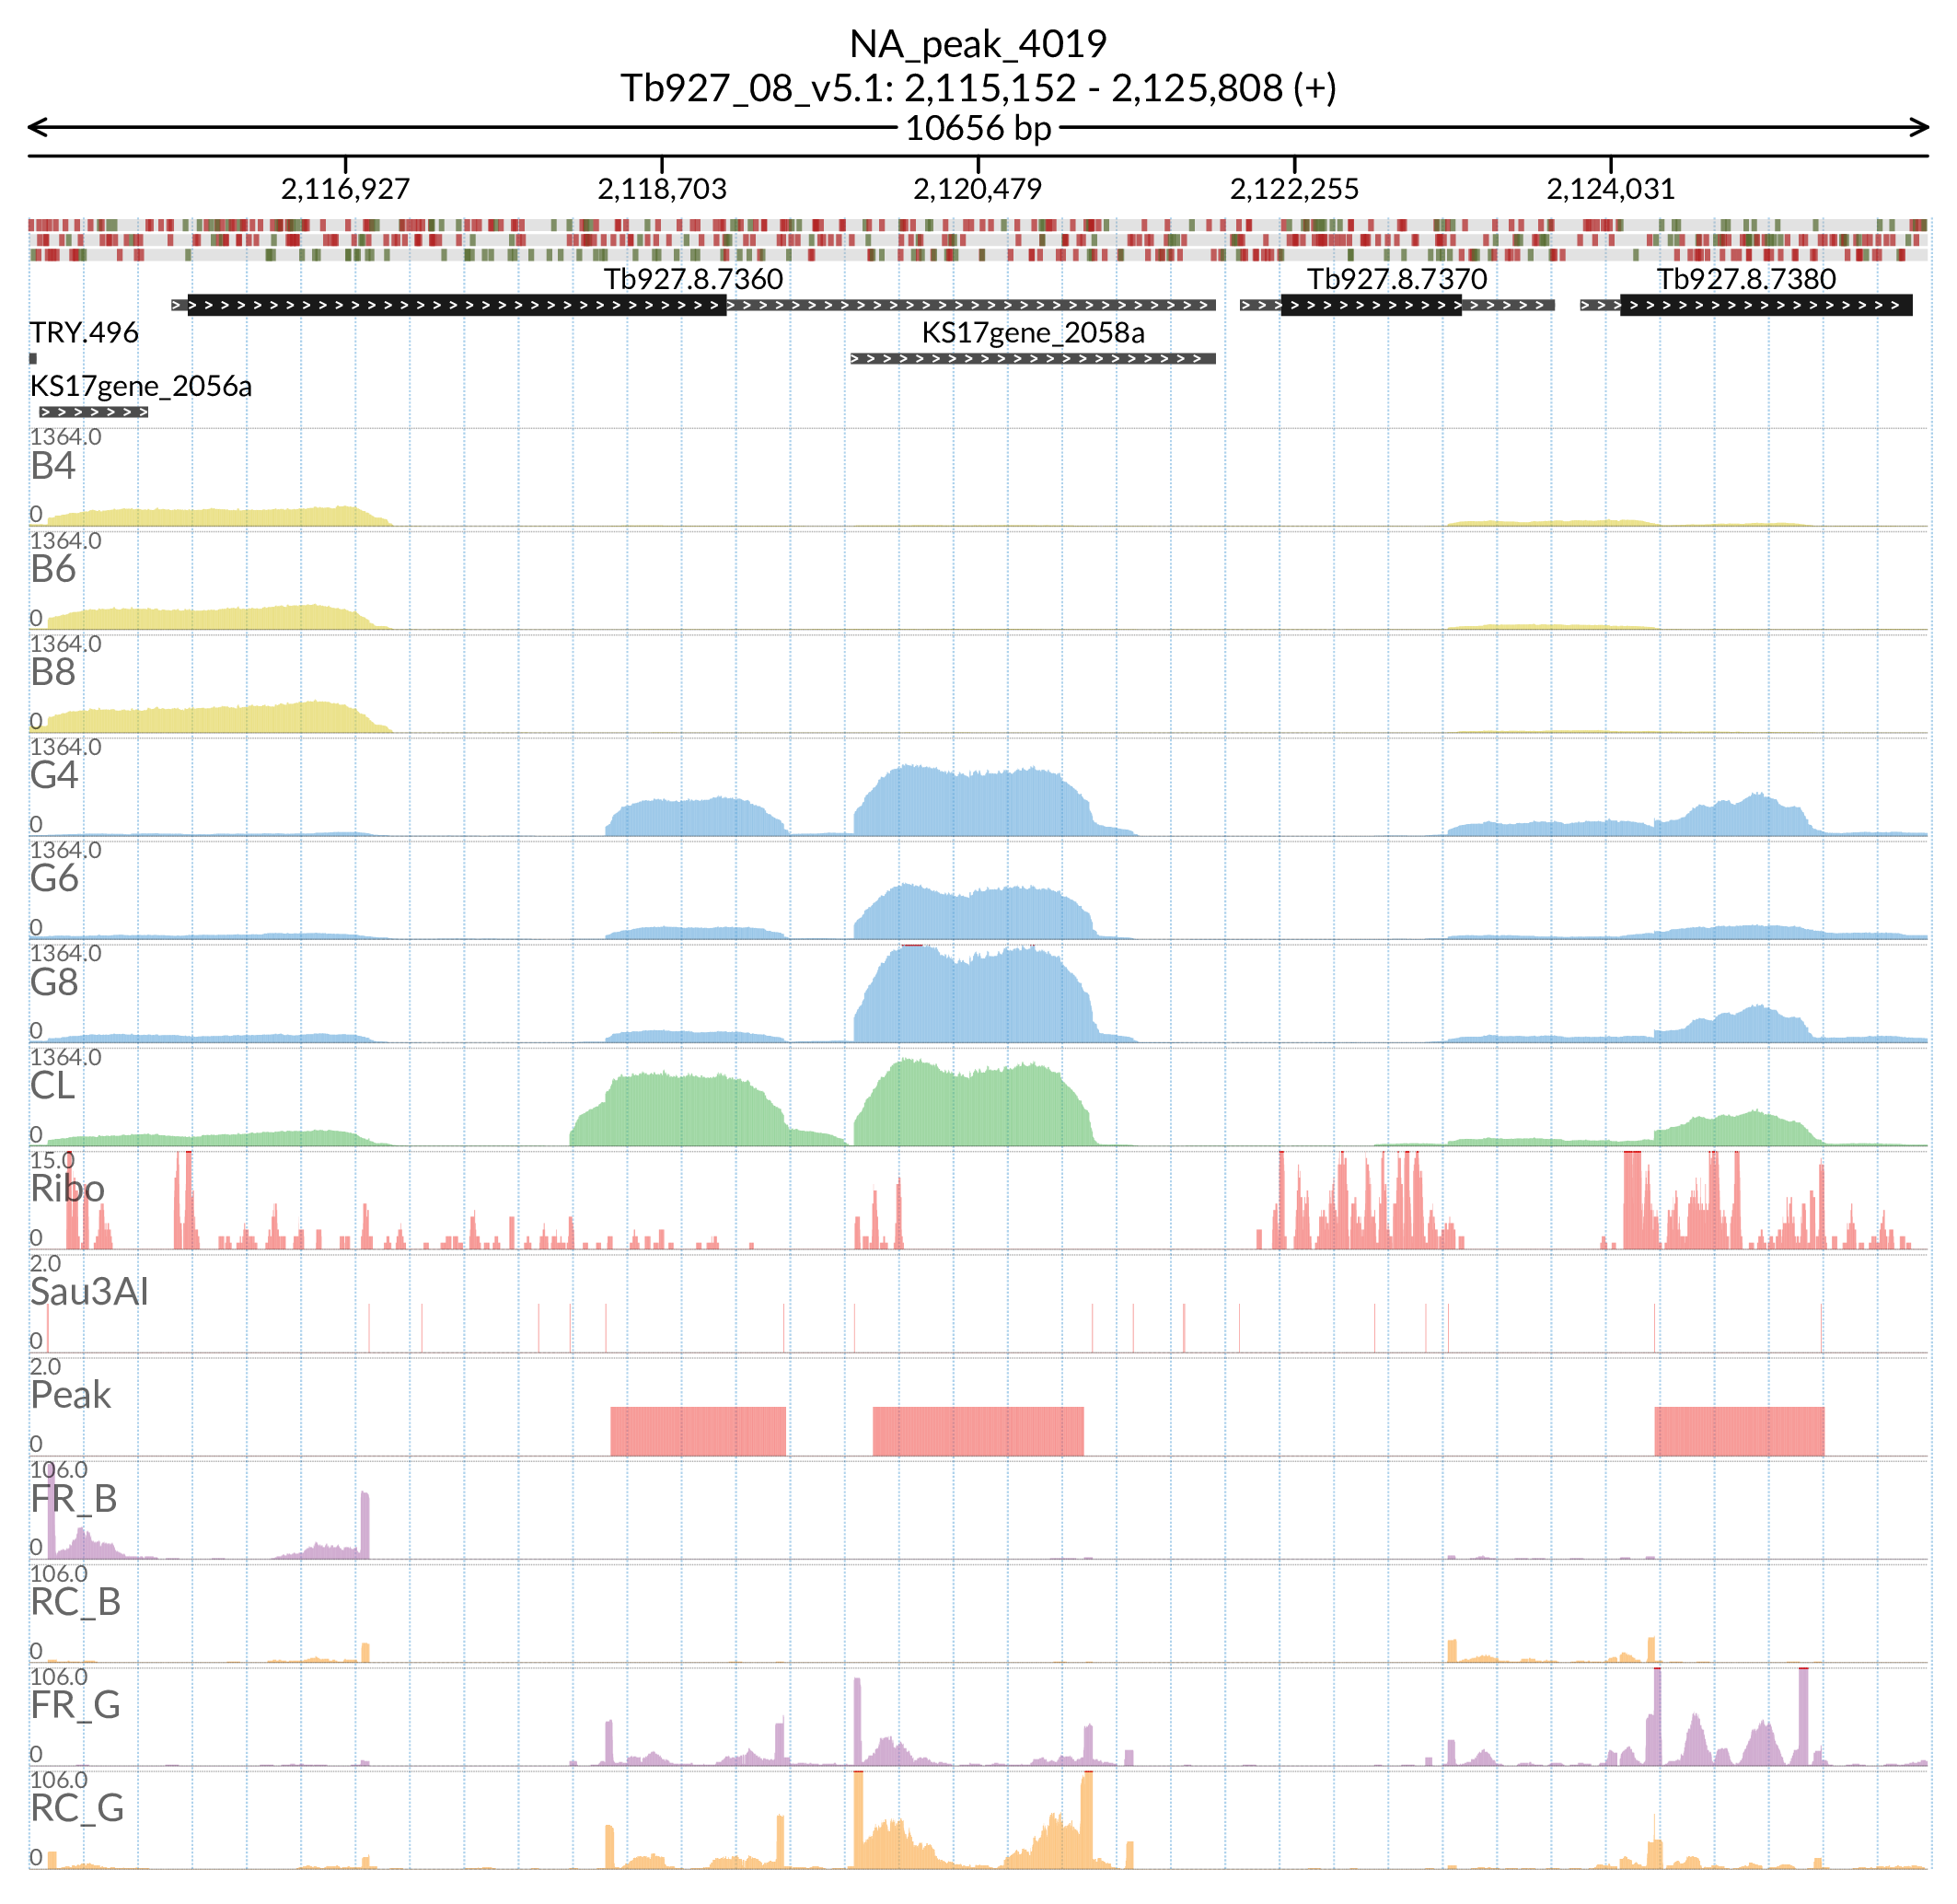 NA_peak_4019
Tb927_08_v5.1: 2,115,152 - 2,125,808 (+)
10656 bp
2,116,927 2,118,703 2,120,479 2,122,255 2,124,031
Tb927.8.7360 Tb927.8.7370 Tb927.8.7380
TRY.496 KS17gene_2058a
KS17gene_2056a
1364.0
B4
0
1364.0
B6
0
1364.0
B8
0
1364.0
G4
0
1364.0
G6
0
1364.0
G8
0
1364.0
CL
0
15.0
Ribo
0
2.0
Sau3AI
0
2.0
Peak
0
106.0
FR_B
0
106.0
RC_B
0
106.0
FR_G
0
106.0
RC_G
0